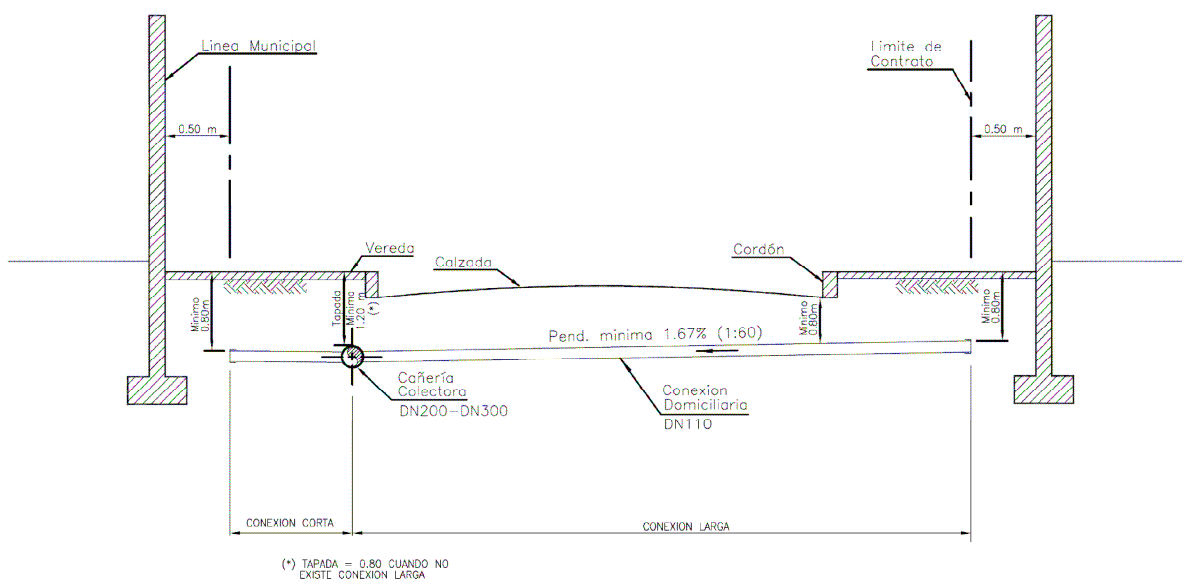 Linea Municipal
Limite de
Contrato
0.50 m
0.50 m
Vereda
Calzada
Cordón
Minimo
0.80m
Tapada
Minima
1.20 m
(*)
Minimo
0.80m
Minimo
0.80m
Pend. mínima 1.67% (1:60)
Cañería
Colectora
DN200-DN300
Conexion
Domiciliaria
DN110
CONEXION CORTA
CONEXION LARGA
(*) TAPADA = 0.80 CUANDO NO
EXISTE CONEXION LARGA